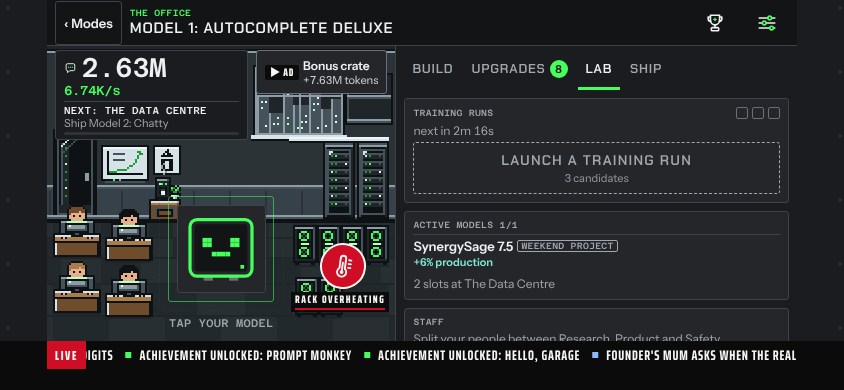 ‹ Modes
THE OFFICE
MODEL 1: AUTOCOMPLETE DELUXE
2.63M
6.74K/s
NEXT: THE DATA CENTRE
Ship Model 2: Chatty
AD
Bonus crate
+7.63M tokens
RACK OVERHEATING
TAP YOUR MODEL
BUILD UPGRADES 8 LAB SHIP
TRAINING RUNS
next in 2m 16s
LAUNCH A TRAINING RUN
3 candidates
ACTIVE MODELS 1/1
SynergySage 7.5 WEEKEND PROJECT
+6% production
2 slots at The Data Centre
STAFF
Split your people between Research, Product and Safety
LIVE IGITS ACHIEVEMENT UNLOCKED: PROMPT MONKEY ACHIEVEMENT UNLOCKED: HELLO, GARAGE FOUNDER'S MUM ASKS WHEN THE REAL